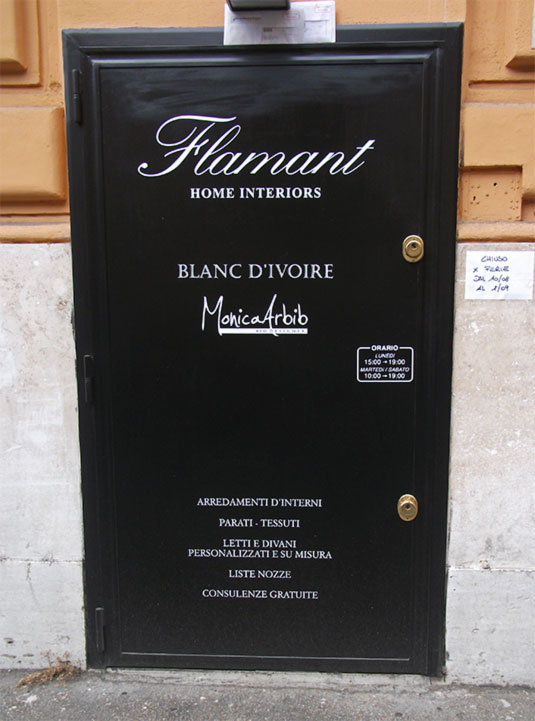 Flamant
HOME INTERIORS
BLANC D'IVOIRE
Monica Arbib
ORARIO
LUNEDI
15:00 → 19:00
MARTEDI / SABATO
10:00 → 19:00
CHIUSO
X FERIE
DAL 10/08
AL 1/09
ARREDAMENTI D'INTERNI
PARATI - TESSUTI
LETTI E DIVANI
PERSONALIZZATI E SU MISURA
LISTE NOZZE
CONSULENZE GRATUITE